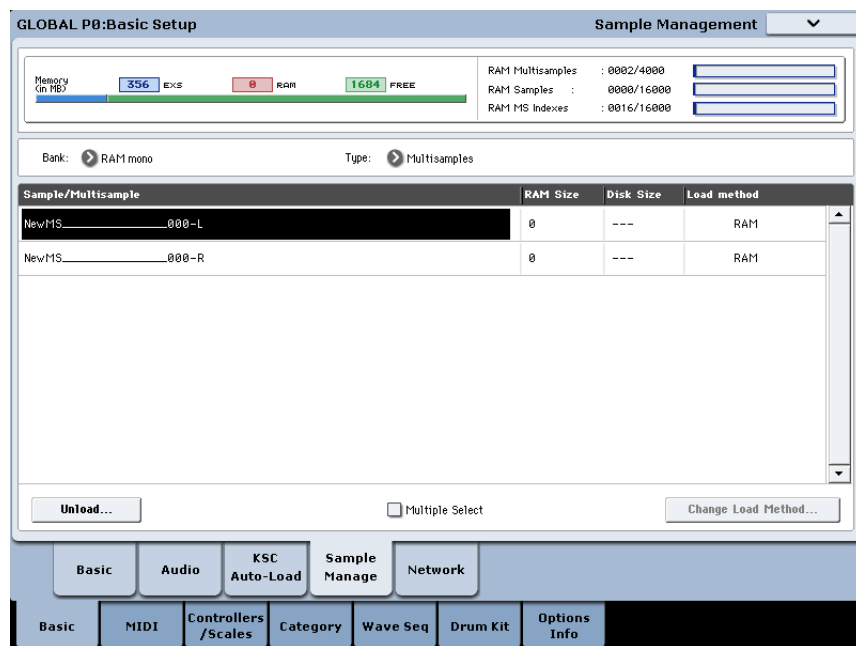 GLOBAL P0:Basic Setup
Sample Management
Memory
(in MB)
356 EXS
0 RAM
1684 FREE
RAM Multisamples : 0002/4000
RAM Samples : 0000/16000
RAM MS Indexes : 0016/16000
Bank: RAM mono
Type: Multisamples
Sample/Multisample RAM Size Disk Size Load method
NewMS______________000-L 0 --- RAM
NewMS______________000-R 0 --- RAM
Unload...
Multiple Select
Change Load Method...
Basic
Audio
KSC
Auto-Load
Sample
Manage
Network
Basic
MIDI
Controllers
/Scales
Category
Wave Seq
Drum Kit
Options
Info